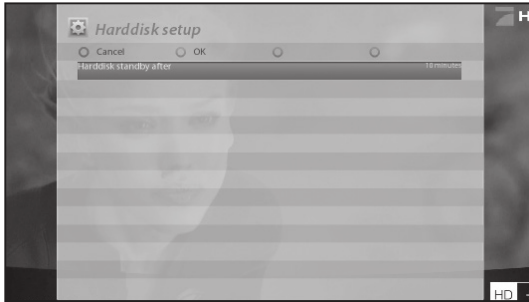 Harddisk setup
Cancel OK
Harddisk standby after 10 minutes
H
HD